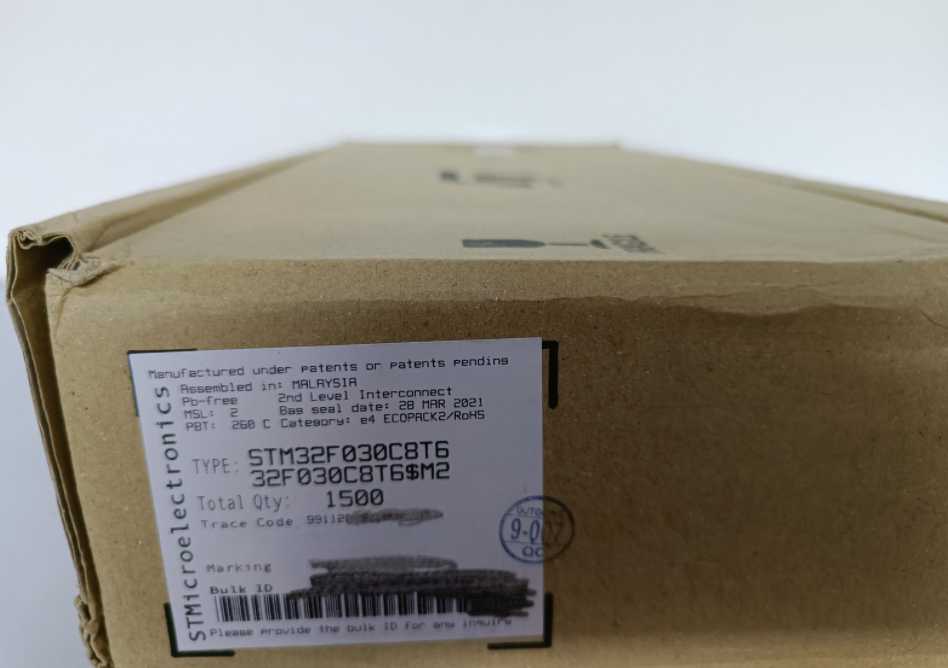 Manufactured under patents or patents pending
Assembled in: MALAYSIA
Pb-free 2nd Level Interconnect
MSL: 2 Bag seal date: 28 MAR 2021
PBT: 260 C Category: e4 ECOPACK2/RoHS
TYPE: STM32F030C8T6
32F030C8T6$M2
Total Qty: 1500
Trace Code
Marking
Bulk ID
Please provide the bulk ID for any inquiry
STMicroelectronics
QC